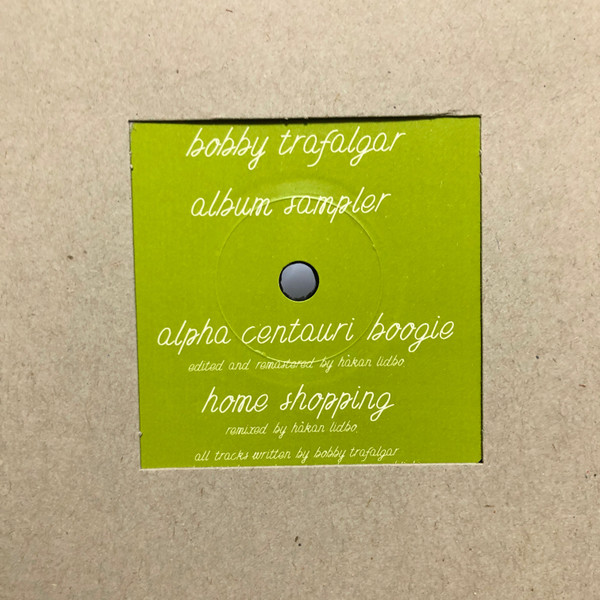 bobby trafalgar
album sampler
alpha centauri boogie
edited and remastered by håkan lidbo.
home shopping
remixed by håkan lidbo.
all tracks written by bobby trafalgar